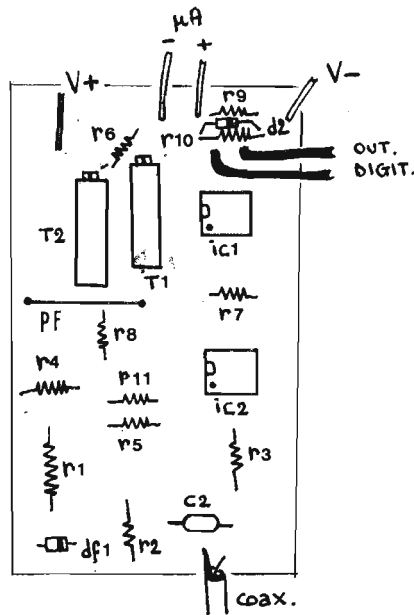 μA
- +
V+
V-
r9
r6
r10
d2
OUT.
DIGIT.
T2
T1
ic1
PF
r8
r7
r4
p11
ic2
r5
r1
r3
c2
df1
r2
coax.